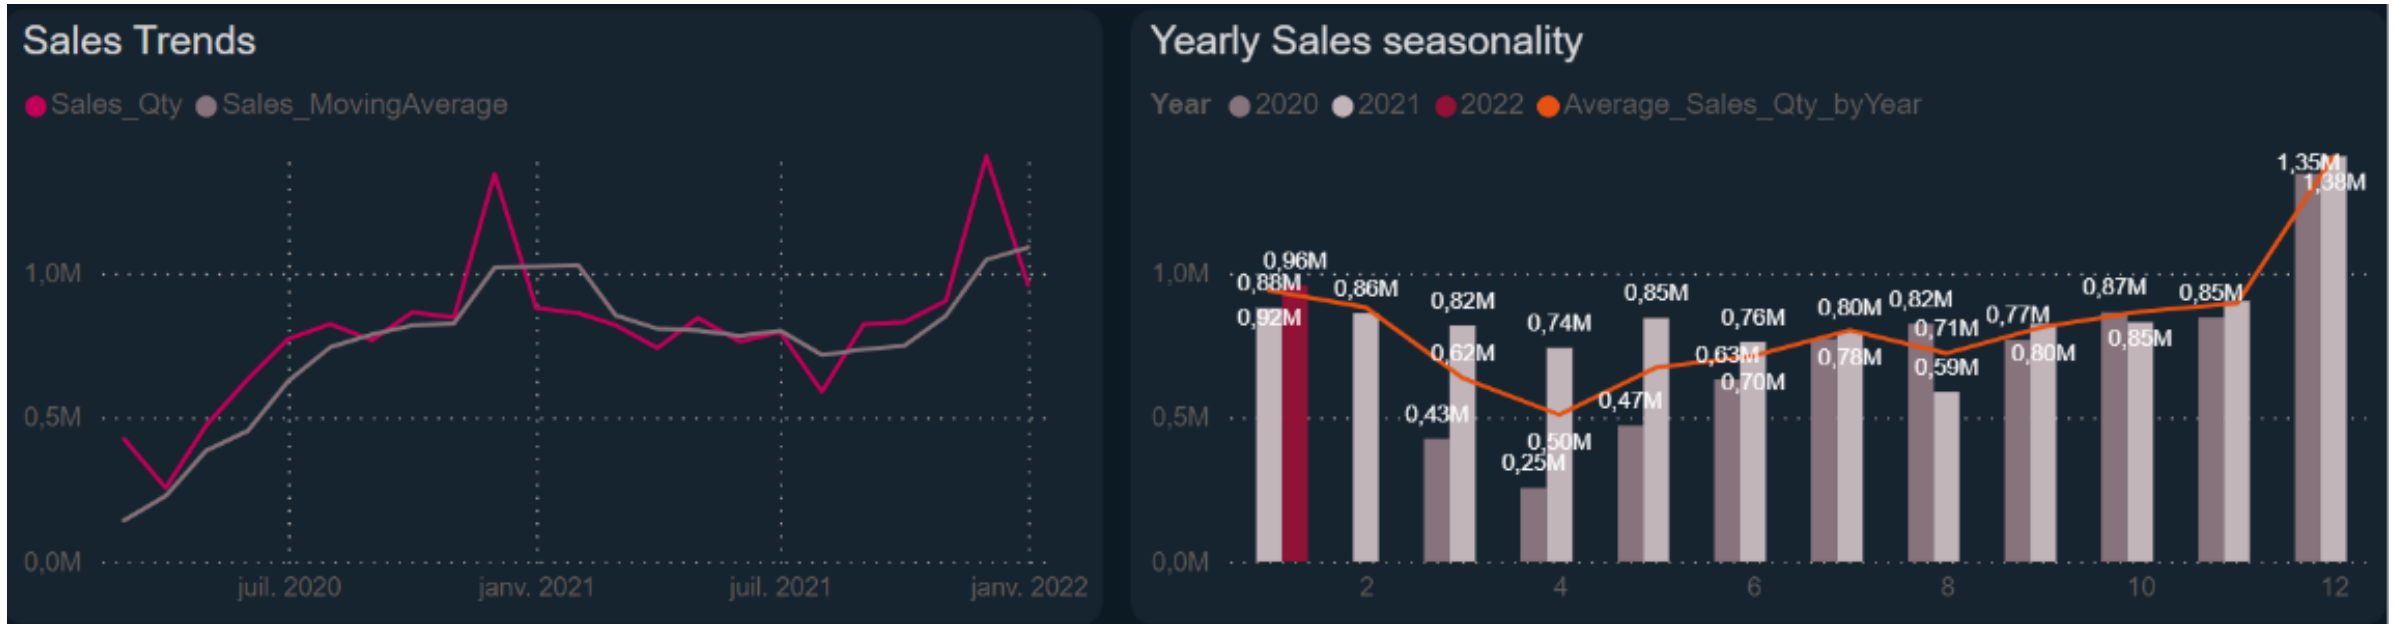 Sales Trends
Sales_Qty Sales_MovingAverage
1,0M
0,5M
0,0M
juil. 2020 janv. 2021 juil. 2021 janv. 2022
Yearly Sales seasonality
Year 2020 2021 2022 Average_Sales_Qty_byYear
1,35M
1,38M
0,96M
1,0M 0,88M 0,86M 0,82M 0,85M 0,80M 0,82M 0,87M 0,85M
0,92M 0,74M 0,76M 0,71M 0,77M
0,62M 0,63M 0,78M 0,80M 0,85M
0,70M 0,59M
0,5M 0,43M 0,47M
0,50M
0,25M
0,0M
2 4 6 8 10 12